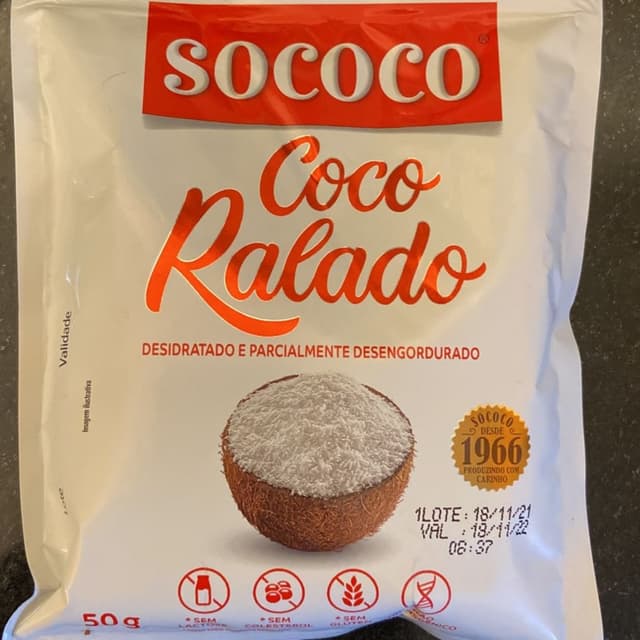 SOCOCO®
Coco
Ralado
DESIDRATADO E PARCIALMENTE DESENGORDURADO
Validade
Imagem ilustrativa
SOCOCO
DESDE
1966
PRODUZINDO COM
CARINHO
1LOTE: 18/11/21
VAL : 18/11/22
08:37
50g
* SEM
* SEM
COLESTEROL
* SEM